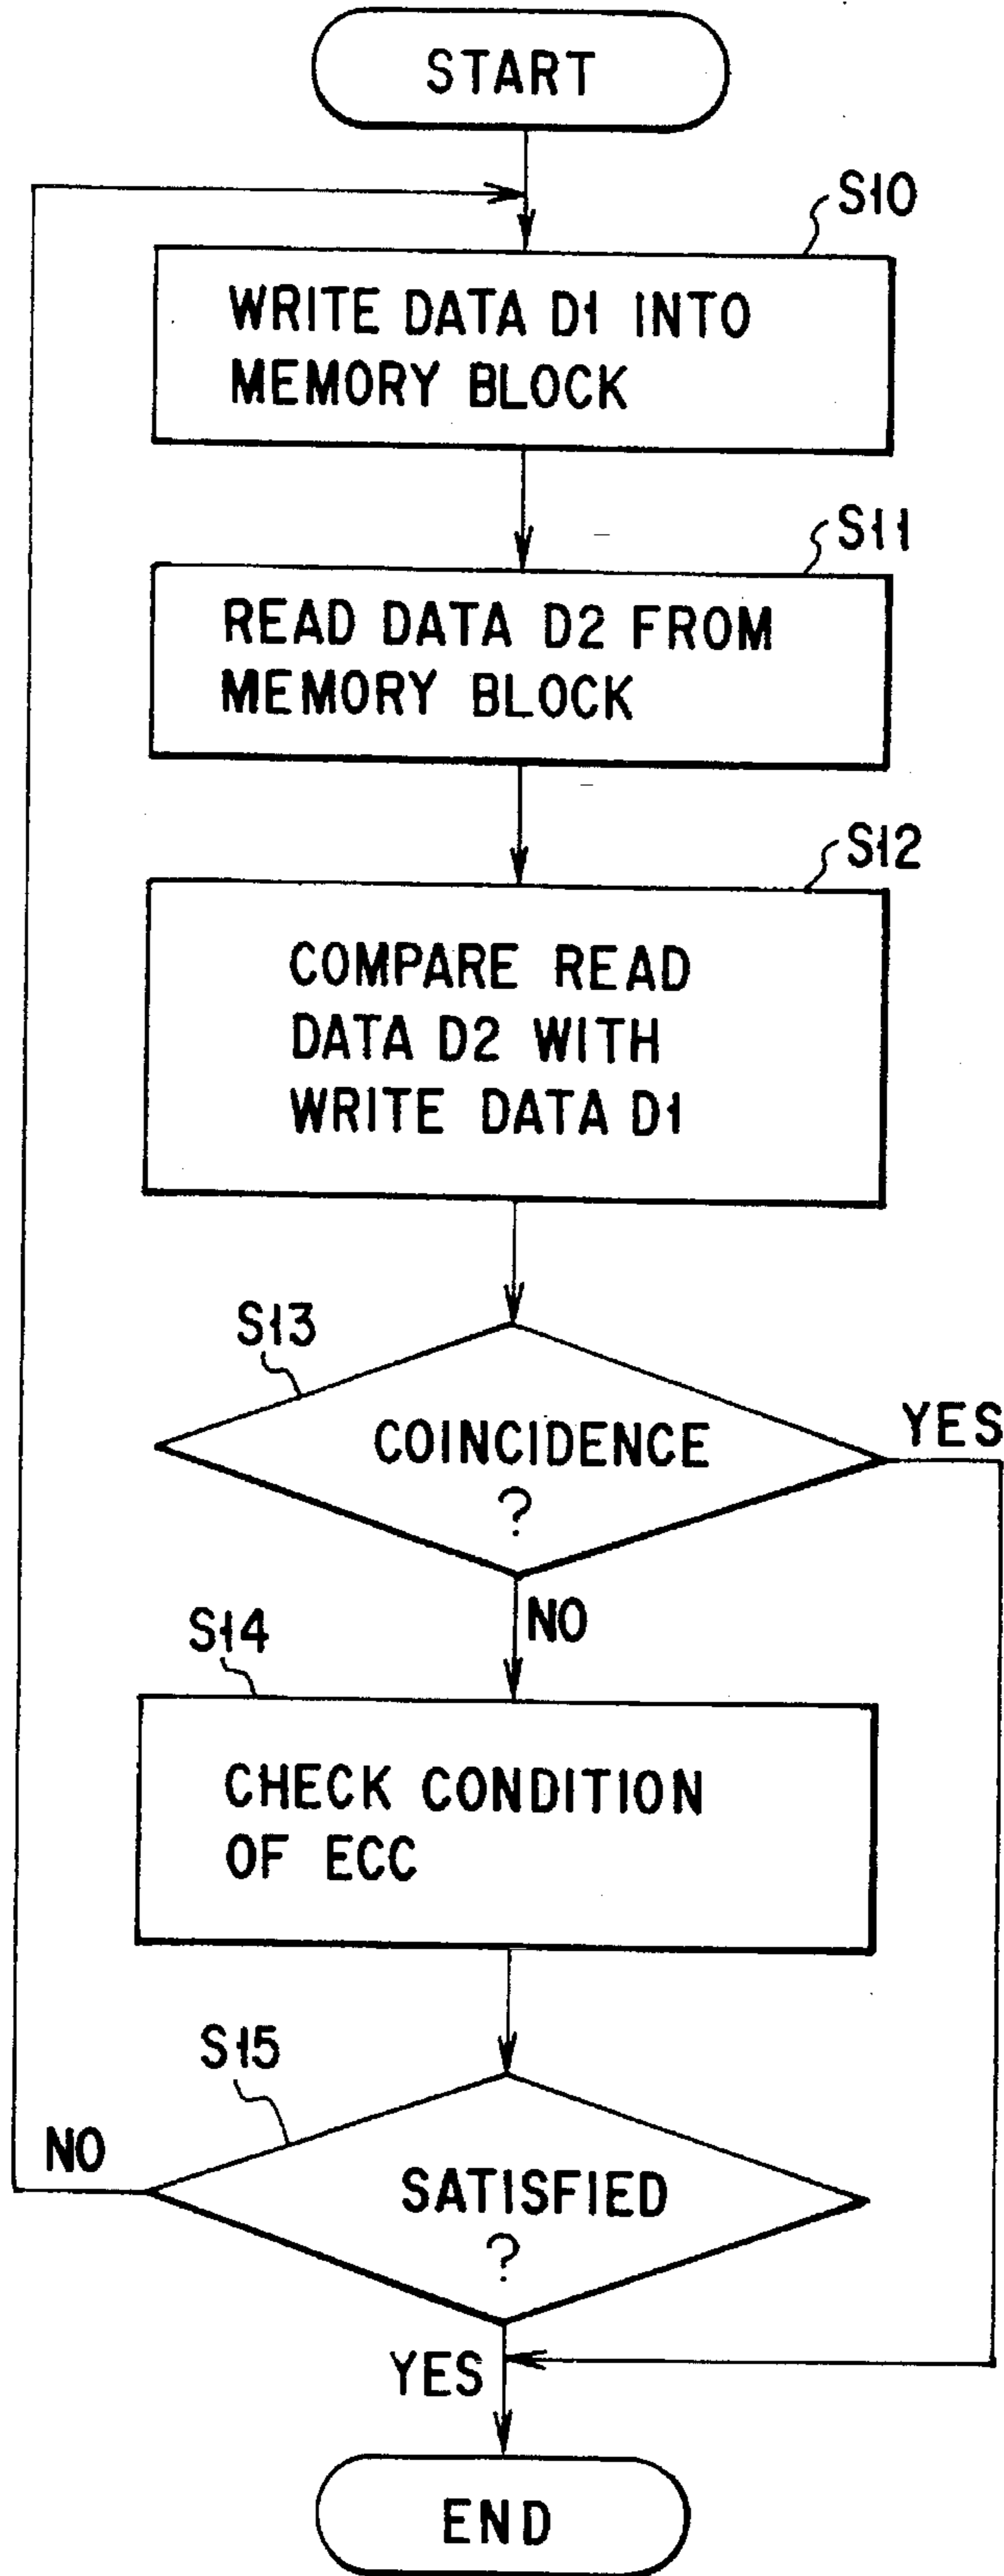 START
S10
WRITE DATA D1 INTO
MEMORY BLOCK
S11
READ DATA D2 FROM
MEMORY BLOCK
S12
COMPARE READ
DATA D2 WITH
WRITE DATA D1
S13
COINCIDENCE
?
YES
NO
S14
CHECK CONDITION
OF ECC
S15
NO
SATISFIED
?
YES
END